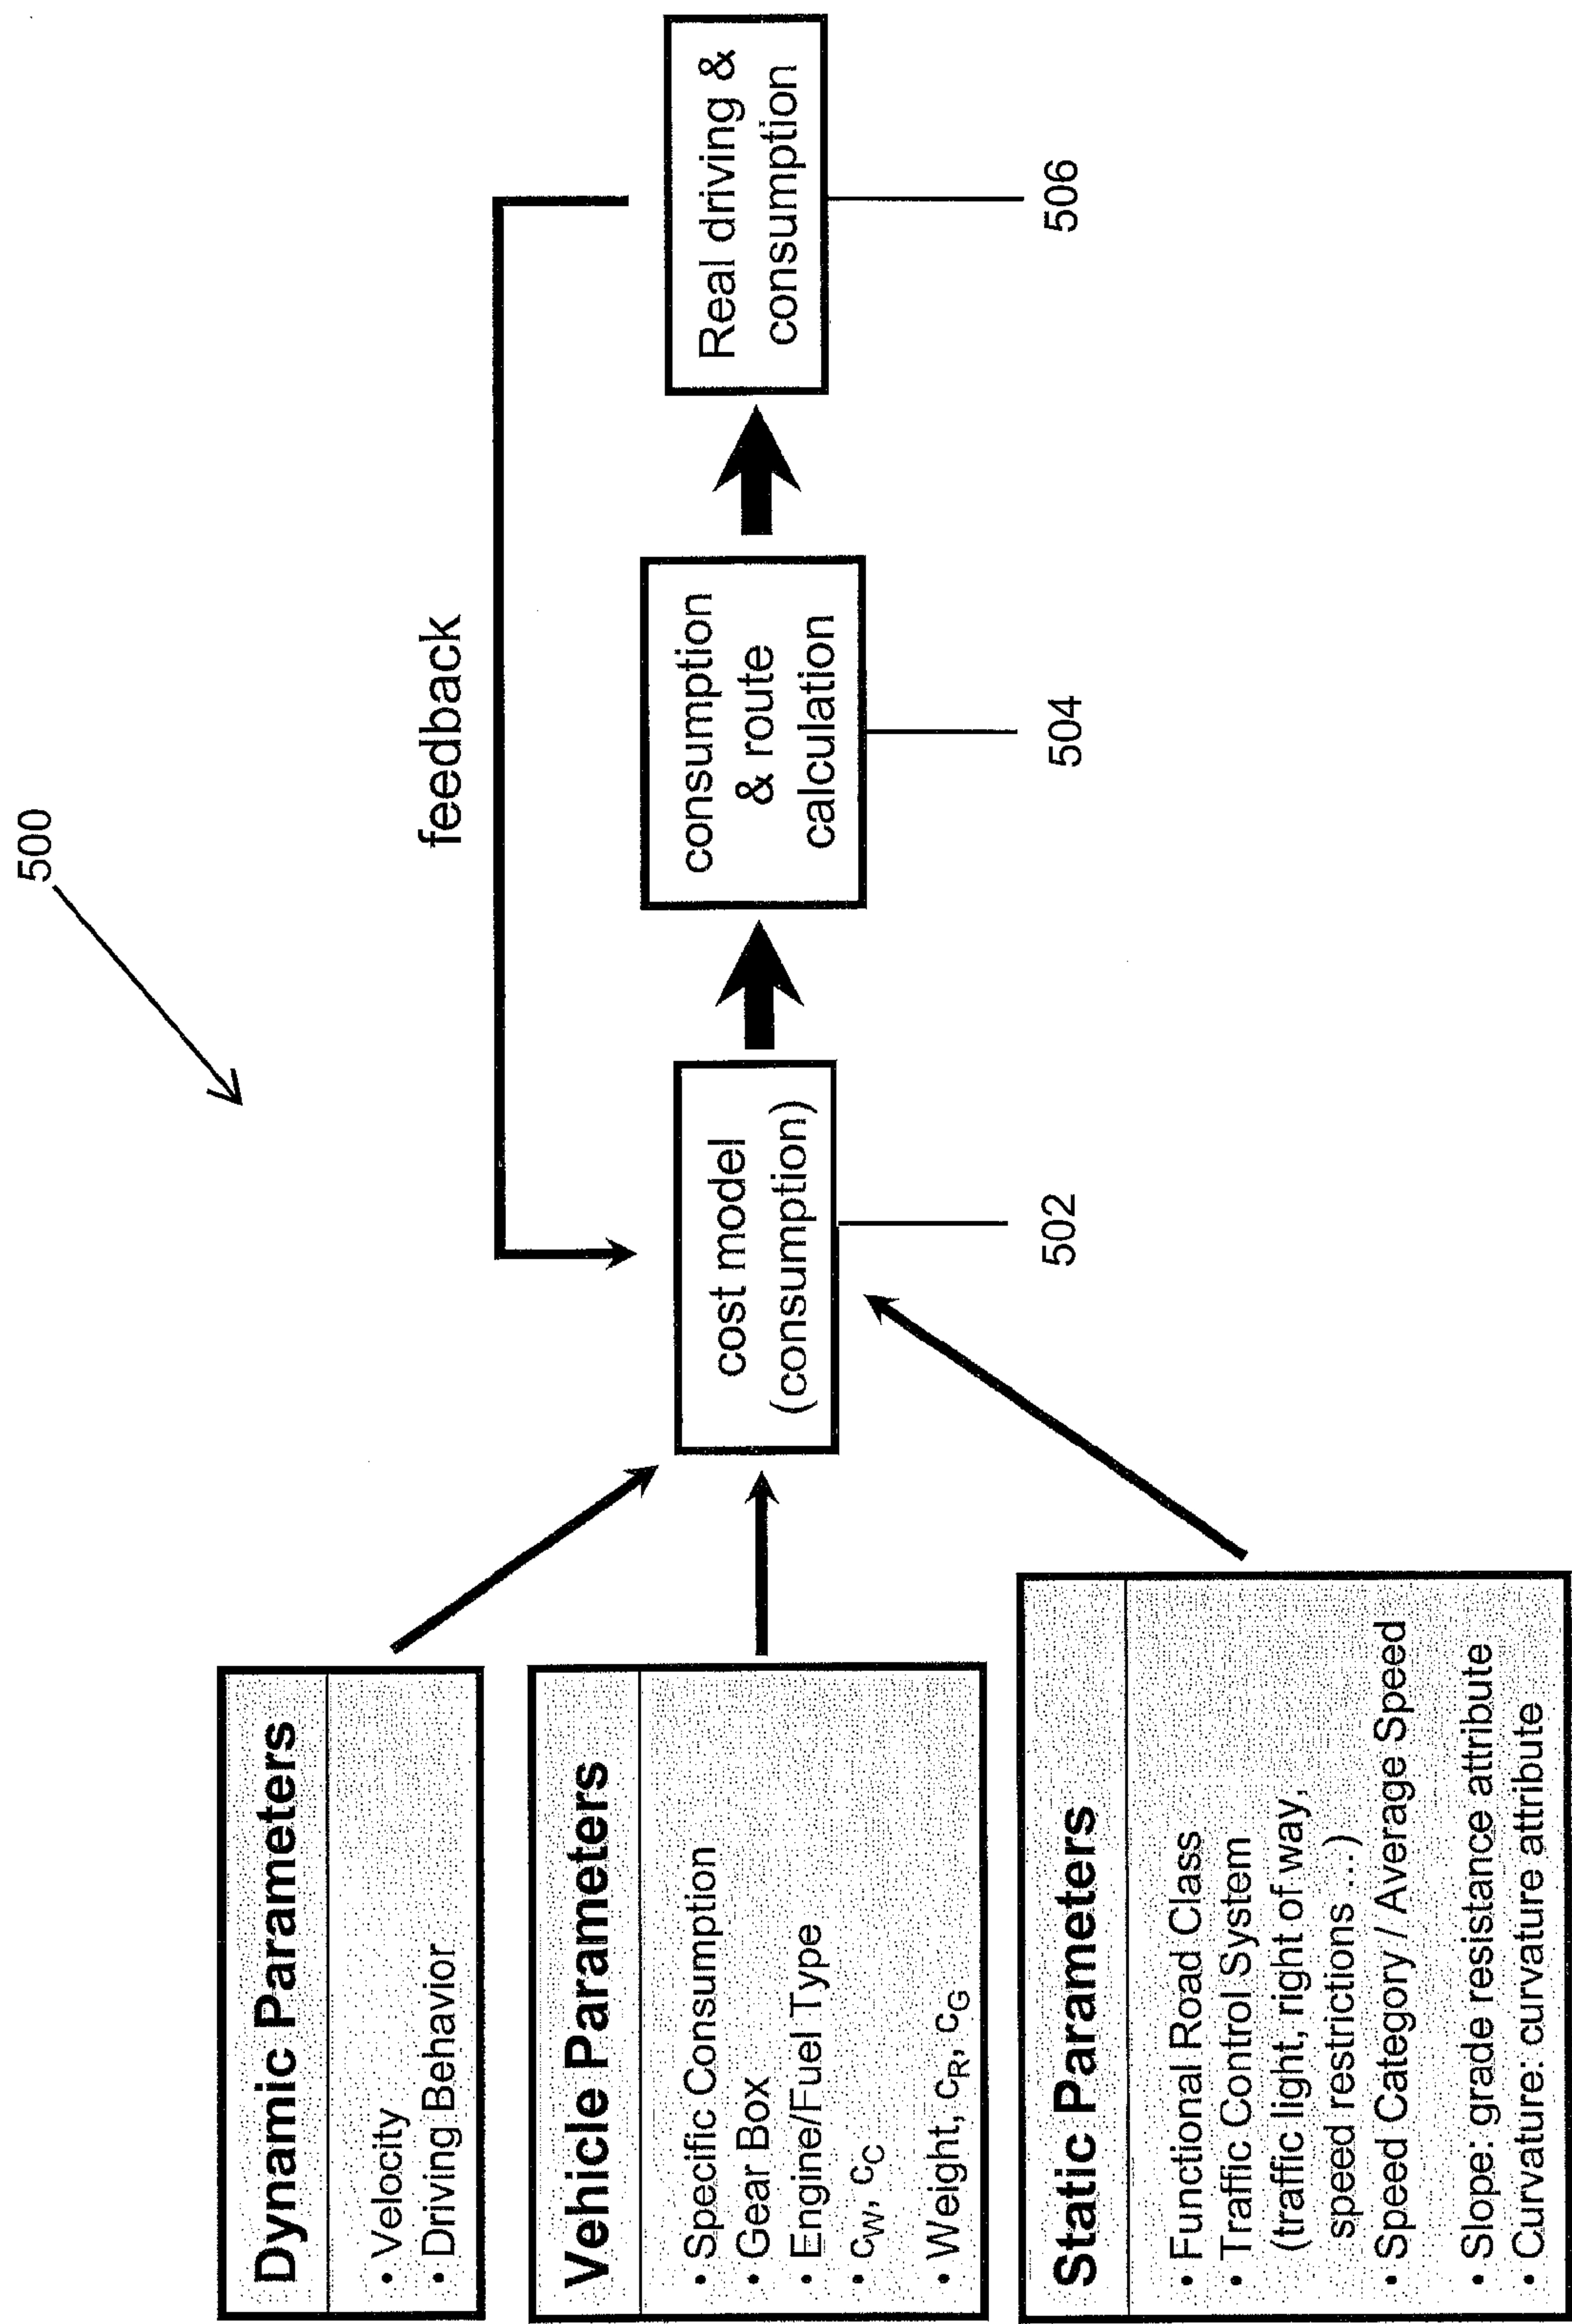 500
Dynamic Parameters
• Velocity
• Driving Behavior
Vehicle Parameters
• Specific Consumption
• Gear Box
• Engine/Fuel Type
• cW, cC
• Weight, cR, cG
Static Parameters
• Functional Road Class
• Traffic Control System
(traffic light, right of way,
speed restrictions ...)
• Speed Category / Average Speed
• Slope: grade resistance attribute
• Curvature: curvature attribute
feedback
cost model
(consumption)
502
consumption
& route
calculation
504
Real driving &
consumption
506